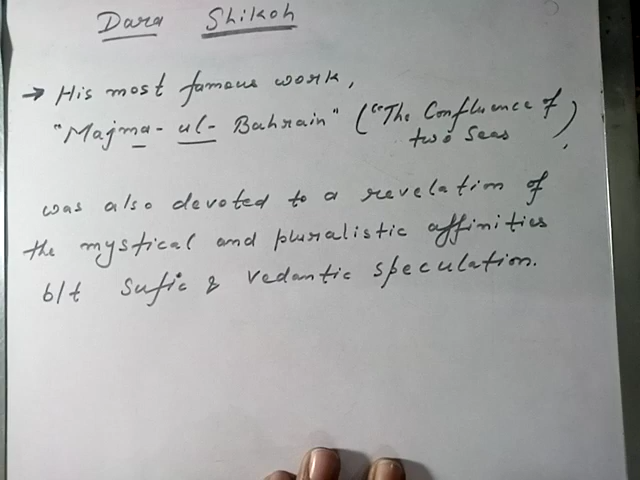 Dara Shikoh
→ His most famous work,
"Majma-ul-Bahrain" ("The Confluence of
two Seas),
was also devoted to a revelation of
the mystical and pluralistic affinities
b/t Sufic & Vedantic speculation.